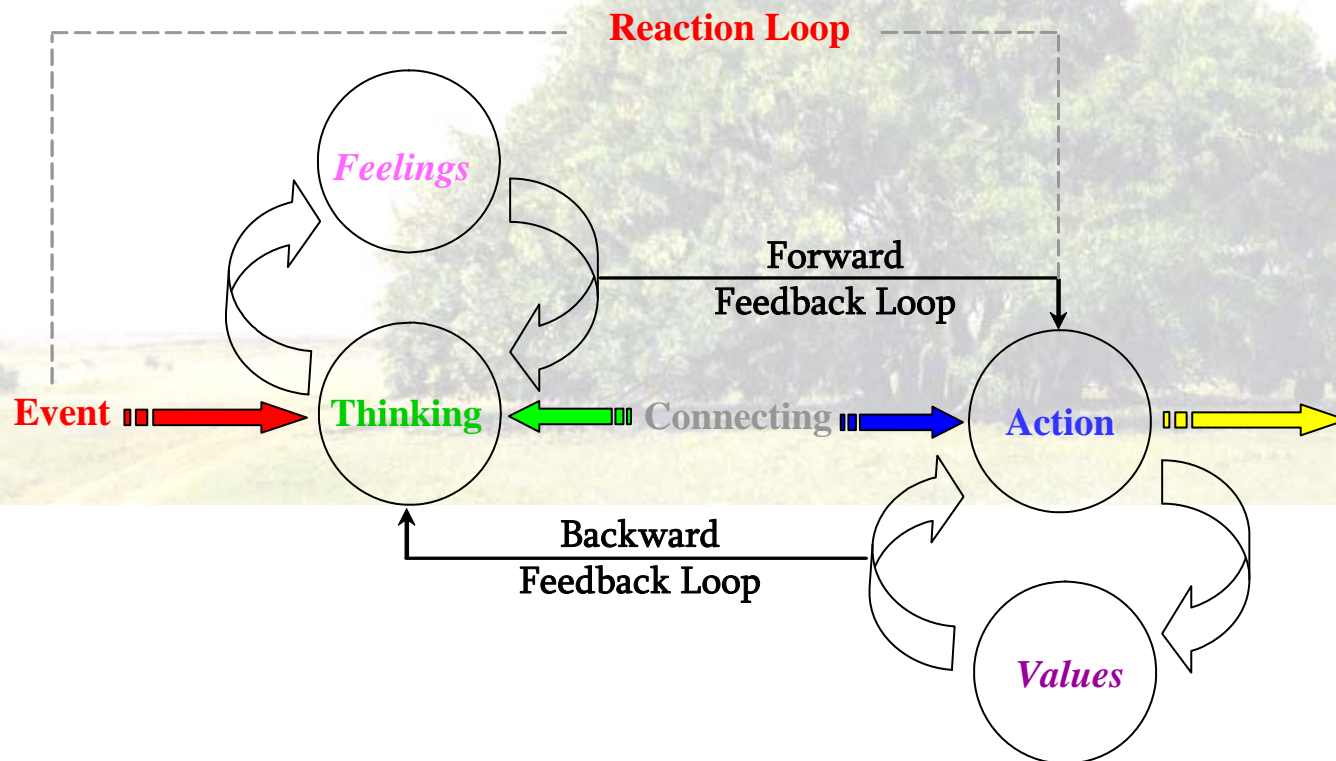 Reaction Loop
Feelings
Forward
Feedback Loop
Event
Thinking
Connecting
Action
Backward
Feedback Loop
Values